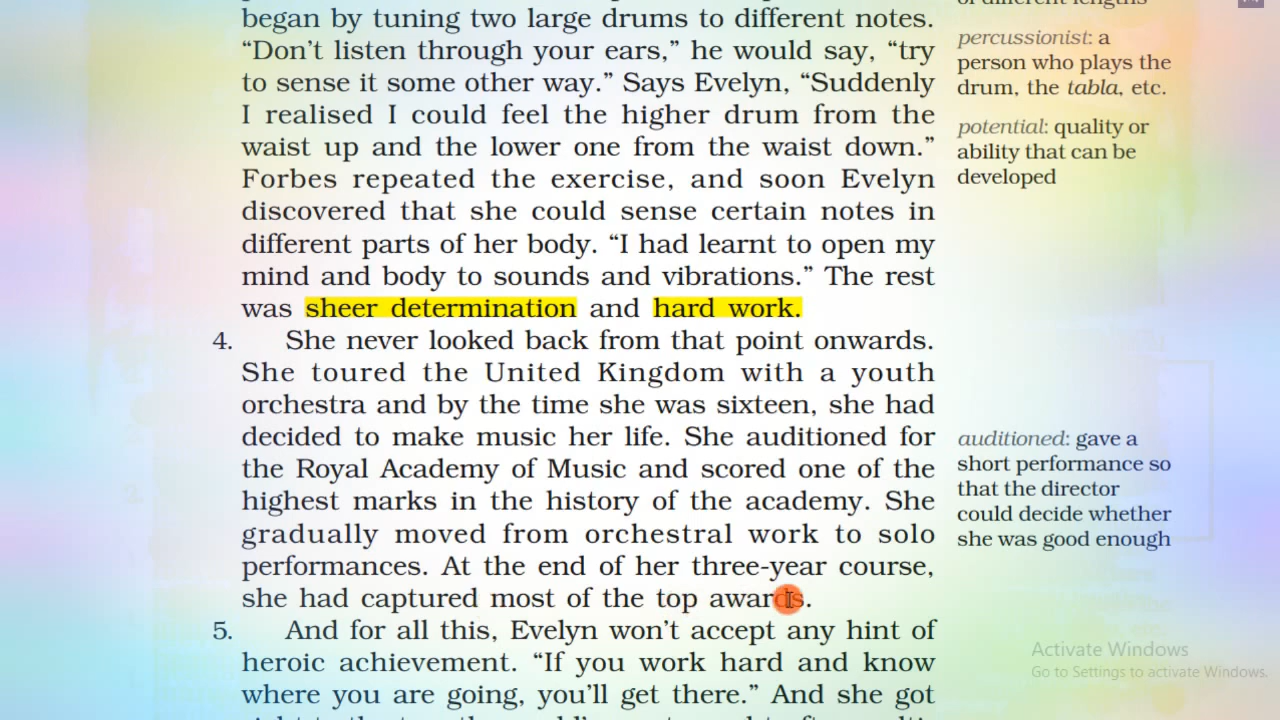 began by tuning two large drums to different notes.
“Don’t listen through your ears,” he would say, “try
to sense it some other way.” Says Evelyn, “Suddenly
I realised I could feel the higher drum from the
waist up and the lower one from the waist down.”
Forbes repeated the exercise, and soon Evelyn
discovered that she could sense certain notes in
different parts of her body. “I had learnt to open my
mind and body to sounds and vibrations.” The rest
was sheer determination and hard work.
4. She never looked back from that point onwards.
She toured the United Kingdom with a youth
orchestra and by the time she was sixteen, she had
decided to make music her life. She auditioned for
the Royal Academy of Music and scored one of the
highest marks in the history of the academy. She
gradually moved from orchestral work to solo
performances. At the end of her three-year course,
she had captured most of the top awards.
5. And for all this, Evelyn won’t accept any hint of
heroic achievement. “If you work hard and know
where you are going, you’ll get there.” And she got
percussionist: a
person who plays the
drum, the tabla, etc.
potential: quality or
ability that can be
developed
auditioned: gave a
short performance so
that the director
could decide whether
she was good enough
Activate Windows
Go to Settings to activate Windows.